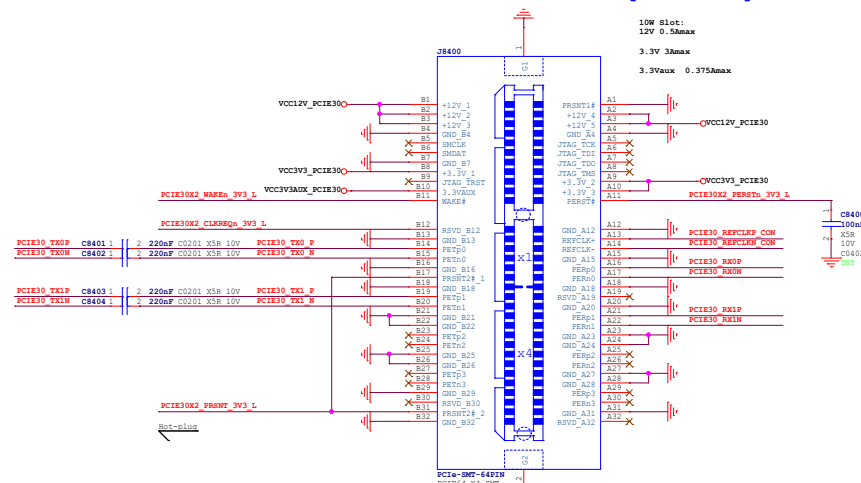 10W Slot:
12V 0.5Amax
3.3V 3Amax
3.3Vaux 0.375Amax
J8400
1
G1
VCC12V_PCIE30
B1 +12V_1
B2 +12V_2
B3 +12V_3
B4 GND_B4
B5 SMCLK
B6 SMDAT
B7 GND_B7
VCC3V3_PCIE30
B8 +3.3V_1
B9 JTAG_TRST
VCC3V3AUX_PCIE30
B10 3.3VAUX
PCIE30X2_WAKEn_3V3_L
B11 WAKE#
PCIE30X2_CLKREQn_3V3_L
B12 RSVD_B12
B13 GND_B13
PCIE30_TX0P C8401 1 2 220nF C0201 X5R 10V PCIE30_TX0_P
B14 PETp0
PCIE30_TX0N C8402 1 2 220nF C0201 X5R 10V PCIE30_TX0_N
B15 PETn0
B16 GND_B16
B17 PRSNT2#_1
B18 GND_B18
PCIE30_TX1P C8403 1 2 220nF C0201 X5R 10V PCIE30_TX1_P
B19 PETp1
PCIE30_TX1N C8404 1 2 220nF C0201 X5R 10V PCIE30_TX1_N
B20 PETn1
B21 GND_B21
B22 GND_B22
B23 PETp2
B24 PETn2
B25 GND_B25
B26 GND_B26
B27 PETp3
B28 PETn3
B29 GND_B29
B30 RSVD_B30
PCIE30X2_PRSNT_3V3_L
B31 PRSNT2#_2
B32 GND_B32
Hot-plug
x1
x4
PRSNT1# A1
+12V_4 A2
+12V_5 A3
VCC12V_PCIE30
GND_A4 A4
JTAG_TCK A5
JTAG_TDI A6
JTAG_TDO A7
JTAG_TMS A8
+3.3V_2 A9
VCC3V3_PCIE30
+3.3V_3 A10
PERST# A11
PCIE30X2_PERSTn_3V3_L
GND_A12 A12
REFCLK+ A13
PCIE30_REFCLKP_CON
REFCLK- A14
PCIE30_REFCLKN_CON
GND_A15 A15
PERp0 A16
PCIE30_RX0P
PERn0 A17
PCIE30_RX0N
GND_A18 A18
RSVD_A19 A19
GND_A20 A20
PERp1 A21
PCIE30_RX1P
PERn1 A22
PCIE30_RX1N
GND_A23 A23
GND_A24 A24
PERp2 A25
PERn2 A26
GND_A27 A27
GND_A28 A28
PERp3 A29
PERn3 A30
GND_A31 A31
RSVD_A32 A32
1
2
X5R
10V
G2
2
PCIe-SMT-64PIN